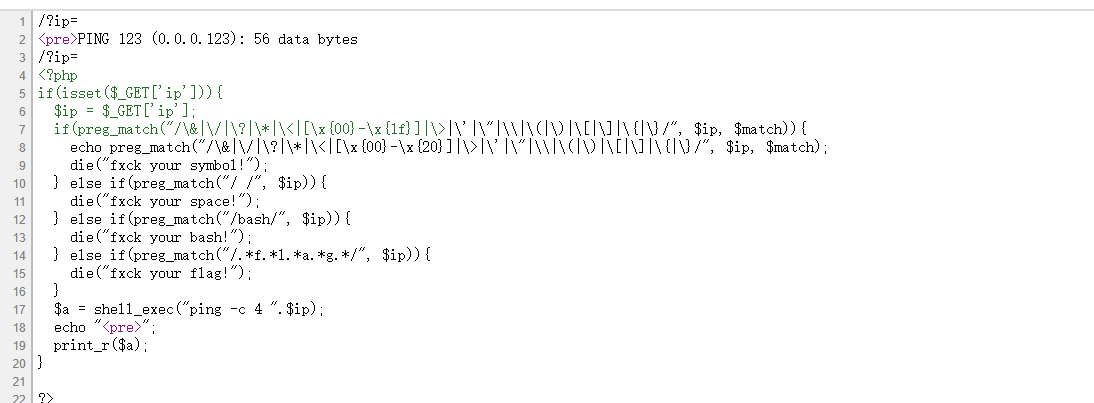 1 /?ip=
2 <pre>PING 123 (0.0.0.123): 56 data bytes
3 /?ip=
4 <?php
5 if(isset($_GET['ip'])){
6   $ip = $_GET['ip'];
7   if(preg_match("/\&|\/|\?|\*|\<|[\x{00}-\x{1f}]|\>|\'|\"|\\|\(|\)|\[|\]|\{|\}/", $ip, $match)){
8     echo preg_match("/\&|\/|\?|\*|\<|[\x{00}-\x{20}]|\>|\'|\"|\\|\(|\)|\[|\]|\{|\}/", $ip, $match);
9     die("fxck your symbol!");
10   } else if(preg_match("/ /", $ip)){
11     die("fxck your space!");
12   } else if(preg_match("/bash/", $ip)){
13     die("fxck your bash!");
14   } else if(preg_match("/.*f.*l.*a.*g.*/", $ip)){
15     die("fxck your flag!");
16   }
17   $a = shell_exec("ping -c 4 ".$ip);
18   echo "<pre>";
19   print_r($a);
20 }
21
22 ?>